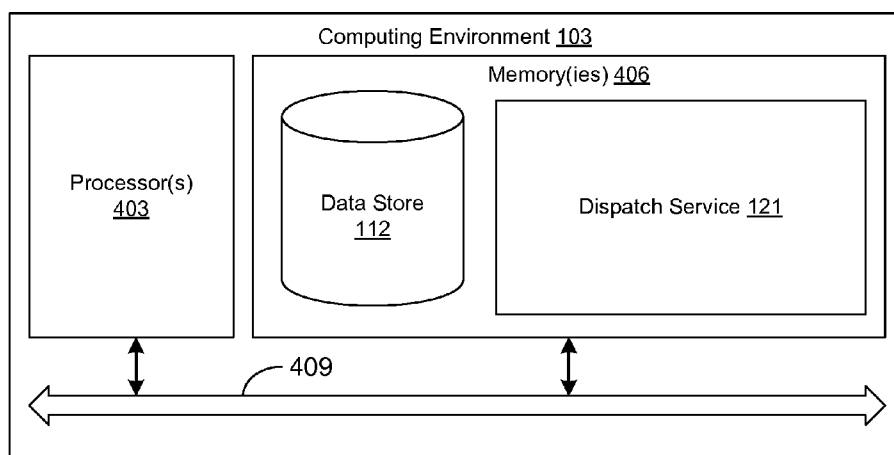 Computing Environment 103
Memory(ies) 406
Processor(s)
403
Data Store
112
Dispatch Service 121
409